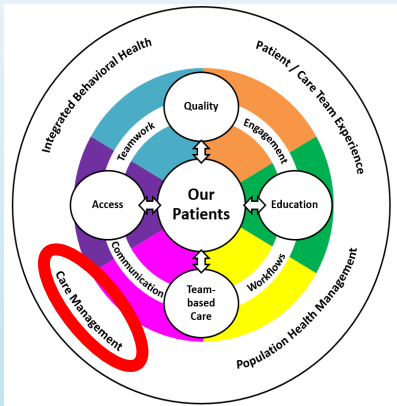 Integrated Behavioral Health
Patient / Care Team Experience
Quality
Teamwork
Engagement
Access
Our
Patients
Education
Communication
Workflows
Team-
based
Care
Care Management
Population Health Management